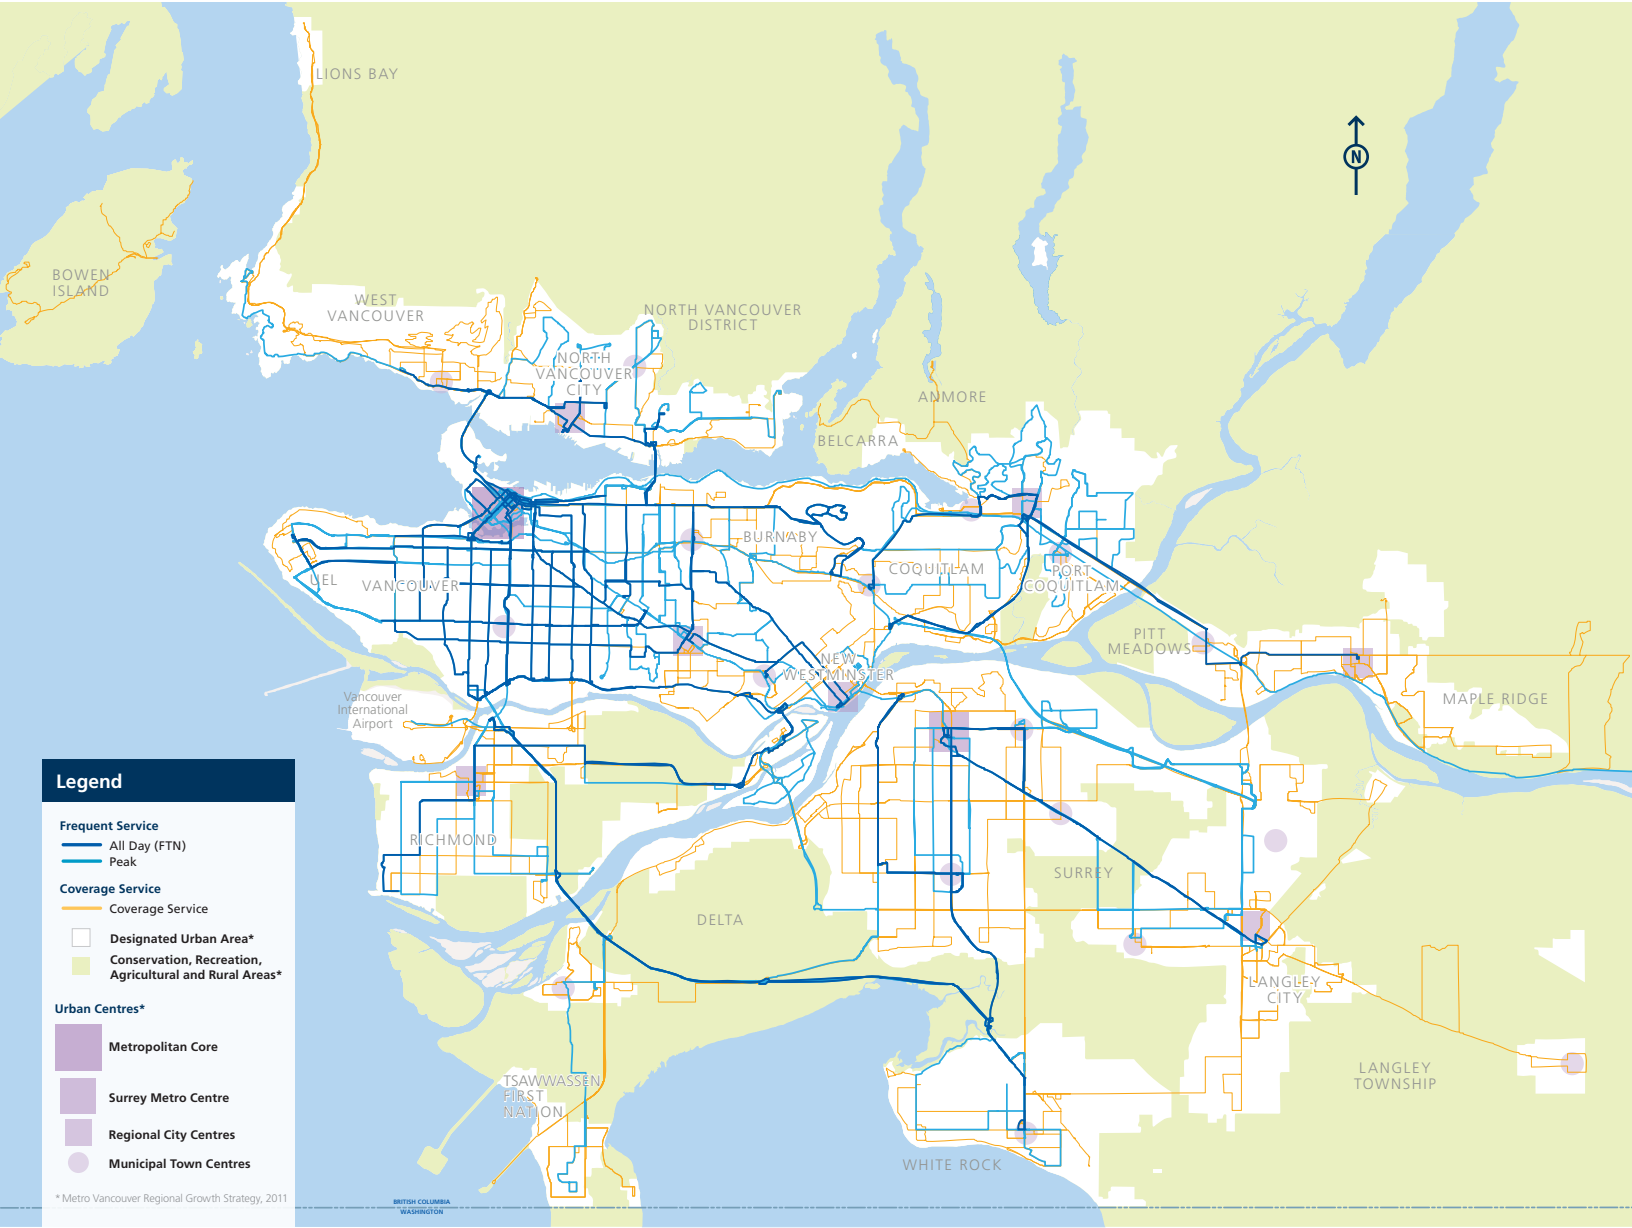 LIONS BAY
N
BOWEN
ISLAND
WEST
VANCOUVER
NORTH VANCOUVER
DISTRICT
NORTH
VANCOUVER
CITY
ANMORE
BELCARRA
BURNABY
UEL
VANCOUVER
COQUITLAM
PORT
COQUITLAM
PITT
MEADOWS
NEW
WESTMINSTER
MAPLE RIDGE
Vancouver
International
Airport
RICHMOND
SURREY
DELTA
LANGLEY
CITY
LANGLEY
TOWNSHIP
TSAWWASSEN
FIRST
NATION
WHITE ROCK
BRITISH COLUMBIA
WASHINGTON
Legend
Frequent Service
All Day (FTN)
Peak
Coverage Service
Coverage Service
Designated Urban Area*
Conservation, Recreation,
Agricultural and Rural Areas*
Urban Centres*
Metropolitan Core
Surrey Metro Centre
Regional City Centres
Municipal Town Centres
* Metro Vancouver Regional Growth Strategy, 2011